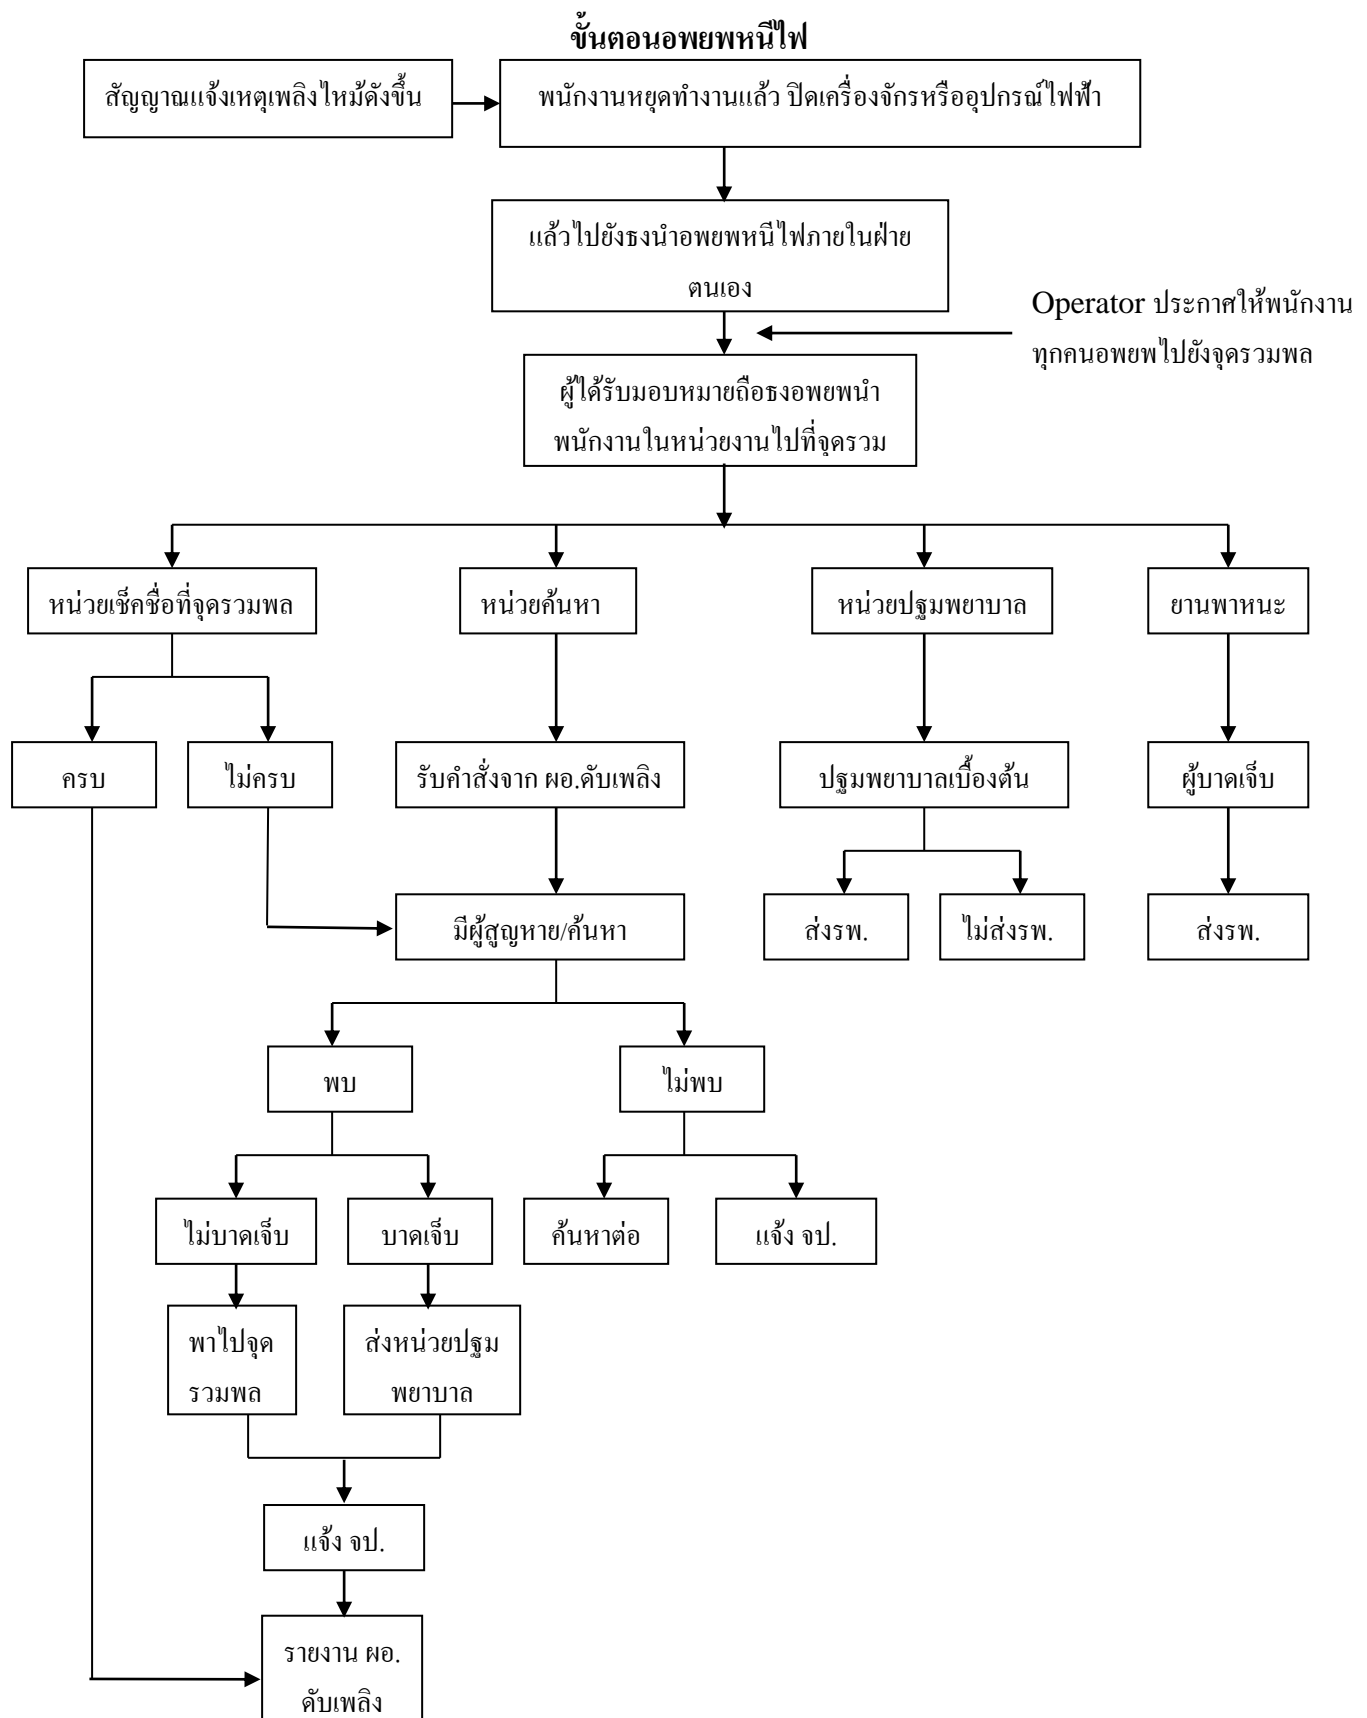 ขั้นตอนอพยพหนีไฟ
สัญญาณแจ้งเหตุเพลิงไหม้ดังขึ้น
พนักงานหยุดทำงานแล้ว ปิดเครื่องจักรหรืออุปกรณ์ไฟฟ้า
แล้วไปยังธงนำอพยพหนีไฟภายในฝ่าย
ตนเอง
Operator ประกาศให้พนักงาน
ทุกคนอพยพไปยังจุดรวมพล
ผู้ได้รับมอบหมายถือธงอพยพนำ
พนักงานในหน่วยงานไปที่จุดรวม
หน่วยเช็คชื่อที่จุดรวมพล
หน่วยค้นหา
หน่วยปฐมพยาบาล
ยานพาหนะ
ครบ
ไม่ครบ
รับคำสั่งจาก ผอ.ดับเพลิง
ปฐมพยาบาลเบื้องต้น
ผู้บาดเจ็บ
มีผู้สูญหาย/ค้นหา
ส่งรพ.
ไม่ส่งรพ.
ส่งรพ.
พบ
ไม่พบ
ไม่บาดเจ็บ
บาดเจ็บ
ค้นหาต่อ
แจ้ง จป.
พาไปจุด
รวมพล
ส่งหน่วยปฐม
พยาบาล
แจ้ง จป.
รายงาน ผอ.
ดับเพลิง